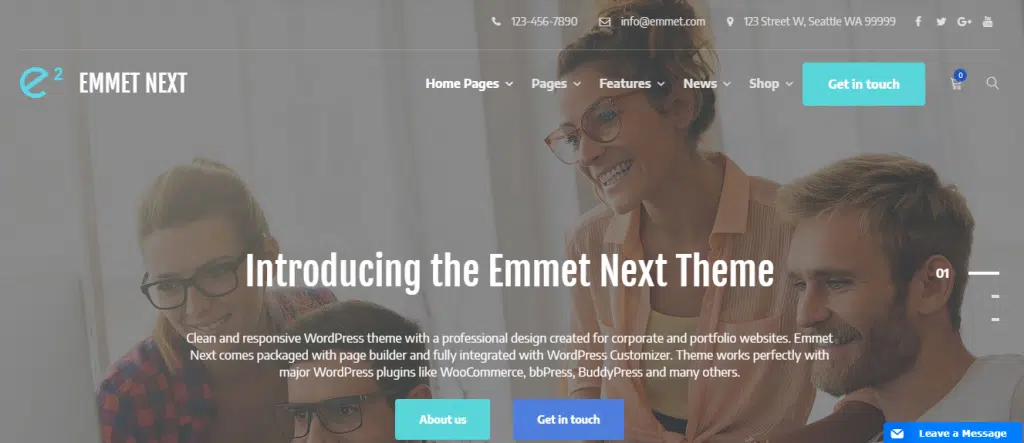 123-456-7890 info@emmet.com 123 Street W, Seattle WA 99999
e² EMMET NEXT Home Pages Pages Features News Shop Get in touch 0
Introducing the Emmet Next Theme
01
Clean and responsive WordPress theme with a professional design created for corporate and portfolio websites. Emmet
Next comes packaged with page builder and fully integrated with WordPress Customizer. Theme works perfectly with
major WordPress plugins like WooCommerce, bbPress, BuddyPress and many others.
About us Get in touch
Leave a Message